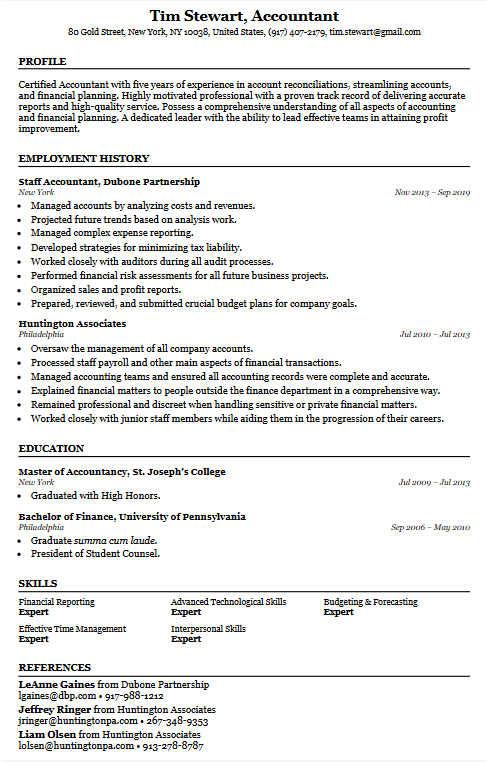 Tim Stewart, Accountant
80 Gold Street, New York, NY 10038, United States, (917) 407-2179, tim.stewart@gmail.com
PROFILE
Certified Accountant with five years of experience in account reconciliations, streamlining accounts,
and financial planning. Highly motivated professional with a proven track record of delivering accurate
reports and high-quality service. Possess a comprehensive understanding of all aspects of accounting
and financial planning. A dedicated leader with the ability to lead effective teams in attaining profit
improvement.
EMPLOYMENT HISTORY
Staff Accountant, Dubone Partnership
New York Nov 2013 – Sep 2019
• Managed accounts by analyzing costs and revenues.
• Projected future trends based on analysis work.
• Managed complex expense reporting.
• Developed strategies for minimizing tax liability.
• Worked closely with auditors during all audit processes.
• Performed financial risk assessments for all future business projects.
• Organized sales and profit reports.
• Prepared, reviewed, and submitted crucial budget plans for company goals.
Huntington Associates
Philadelphia Jul 2010 – Jul 2013
• Oversaw the management of all company accounts.
• Processed staff payroll and other main aspects of financial transactions.
• Managed accounting teams and ensured all accounting records were complete and accurate.
• Explained financial matters to people outside the finance department in a comprehensive way.
• Remained professional and discreet when handling sensitive or private financial matters.
• Worked closely with junior staff members while aiding them in the progression of their careers.
EDUCATION
Master of Accountancy, St. Joseph's College
New York Jul 2009 – Jul 2013
• Graduated with High Honors.
Bachelor of Finance, University of Pennsylvania
Philadelphia Sep 2006 – May 2010
• Graduate summa cum laude.
• President of Student Counsel.
SKILLS
Financial Reporting Advanced Technological Skills Budgeting & Forecasting
Expert Expert Expert
Effective Time Management Interpersonal Skills
Expert Expert
REFERENCES
LeAnne Gaines from Dubone Partnership
lgaines@dbp.com • 917-988-1212
Jeffrey Ringer from Huntington Associates
jringer@huntingtonpa.com • 267-348-9353
Liam Olsen from Huntington Associates
lolsen@huntingtonpa.com • 913-278-8787